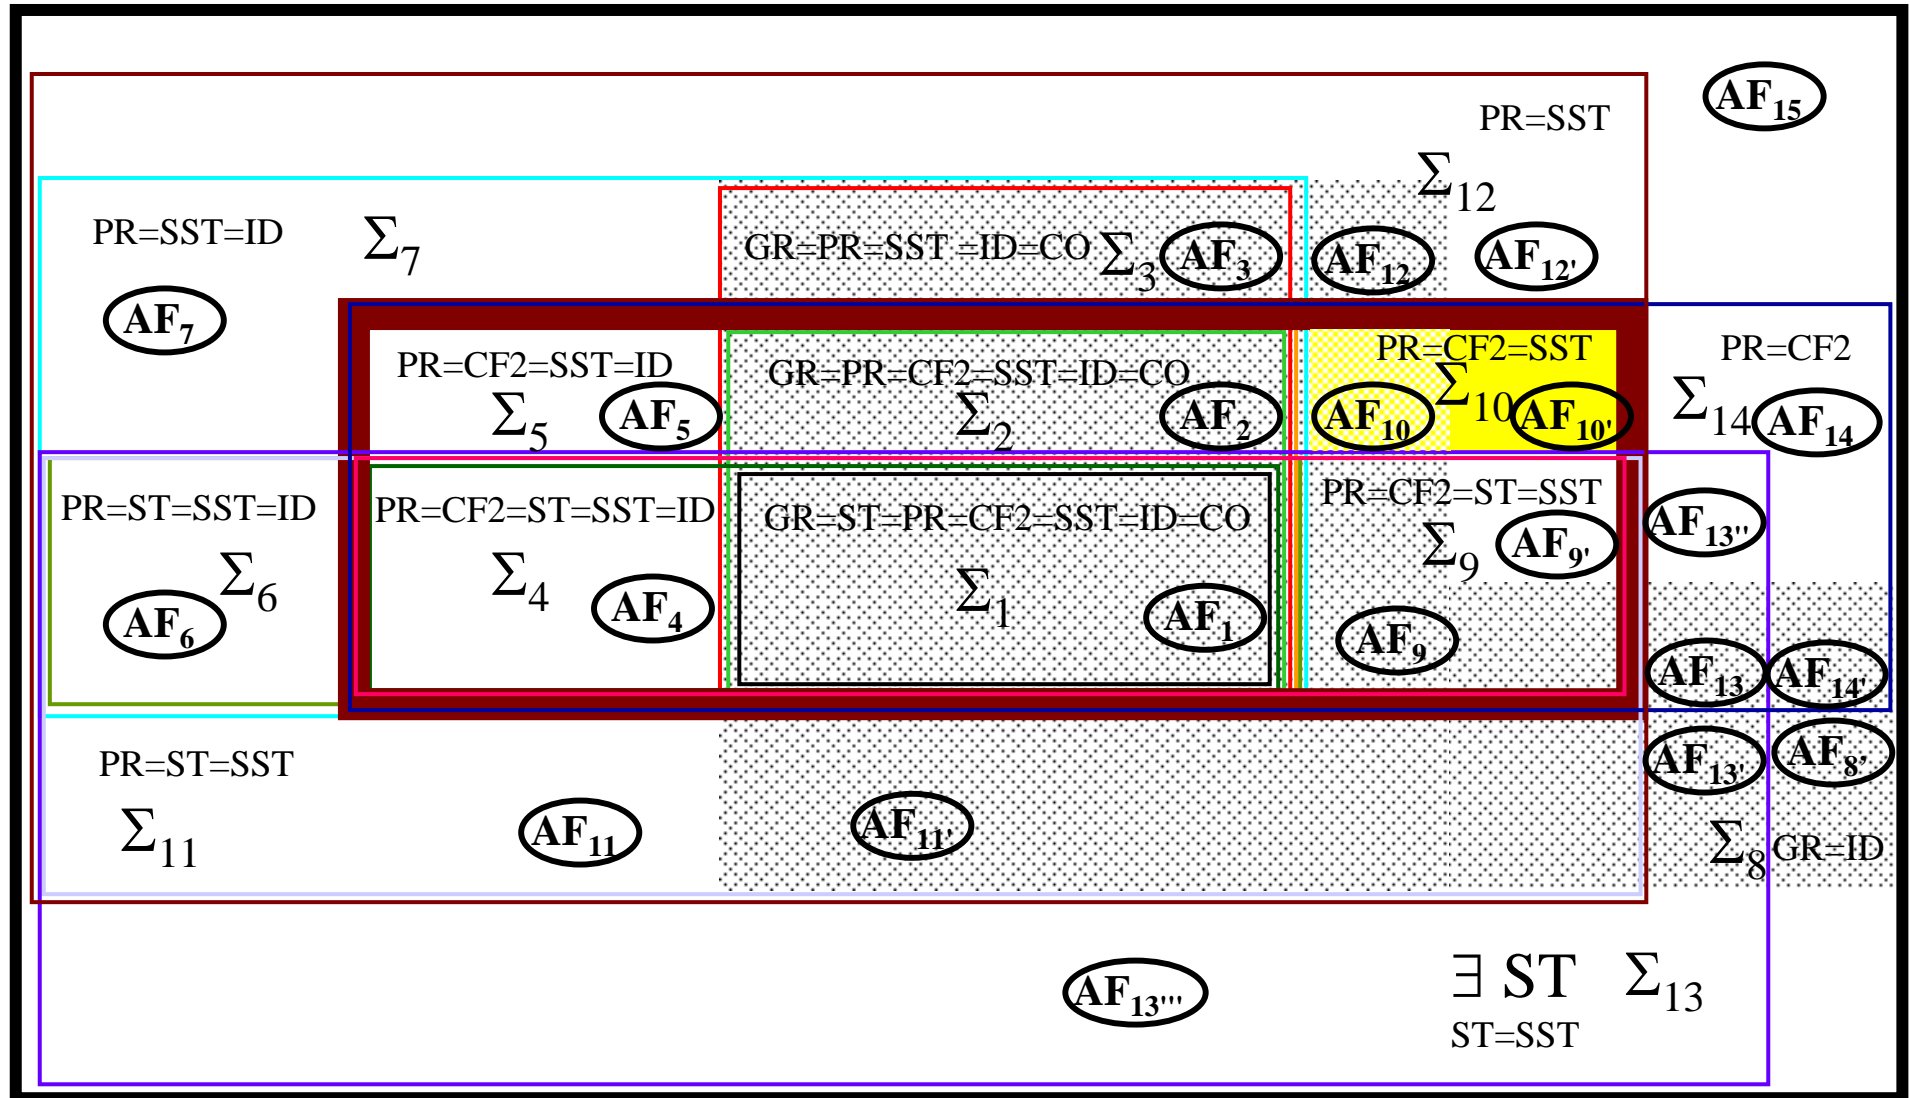 AF15
PR=SST
Σ12
PR=SST=ID
Σ7
GR=PR=SST =ID=CO
Σ3
AF3
AF12
AF12'
AF7
PR=CF2=SST=ID
Σ5
AF5
GR=PR=CF2=SST=ID=CO
Σ2
AF2
PR=CF2=SST
Σ10
AF10
AF10'
PR=CF2
Σ14
AF14
PR=ST=SST=ID
Σ6
AF6
PR=CF2=ST=SST=ID
Σ4
AF4
GR=ST=PR=CF2=SST=ID=CO
Σ1
AF1
PR=CF2=ST=SST
Σ9
AF9'
AF9
AF13''
AF13
AF14'
AF13'
AF8'
PR=ST=SST
Σ11
AF11
AF11'
Σ8 GR=ID
AF13'''
∃ ST Σ13
ST=SST